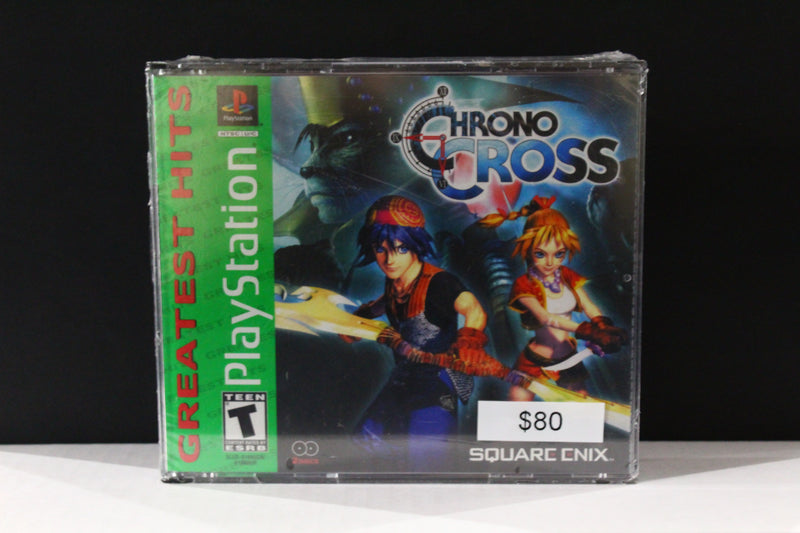 GREATEST HITS
PlayStation
NTSC U/C
PlayStation
CHRONO
CROSS
TEEN
T
CONTENT RATED BY
ESRB
2 DISCS
$80
SQUARE ENIX